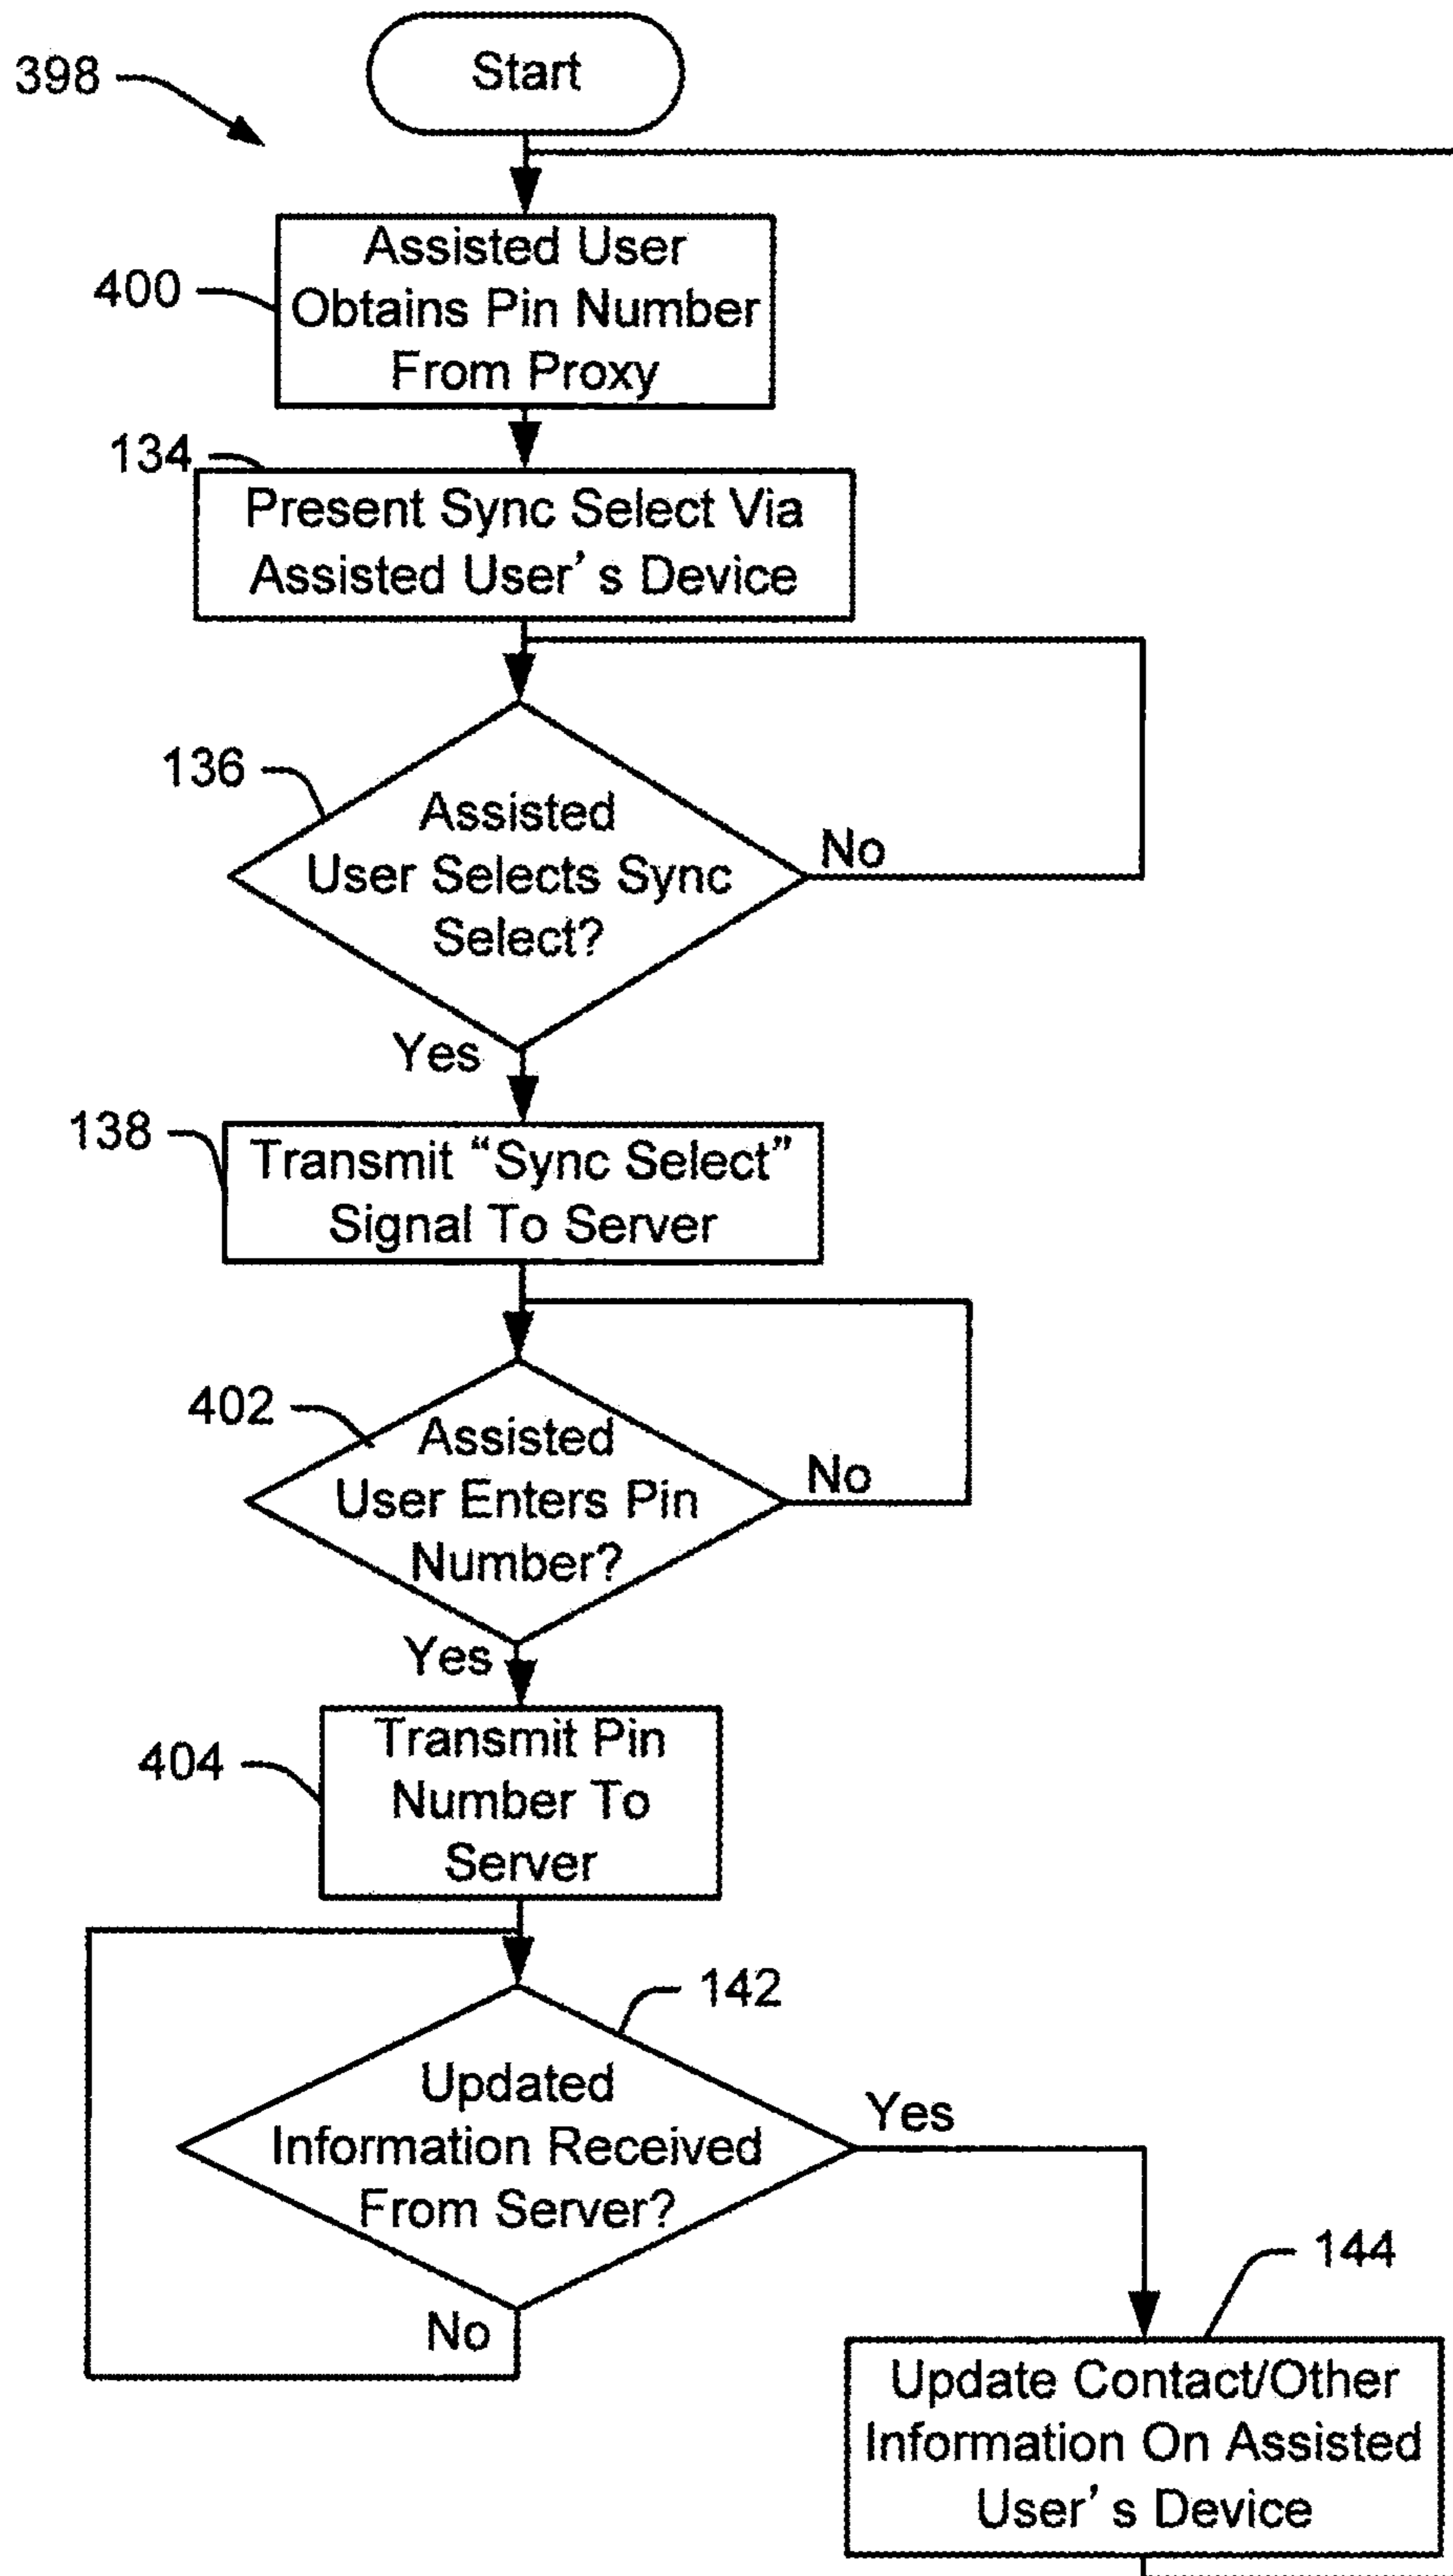 398
Start
400
Assisted User
Obtains Pin Number
From Proxy
134
Present Sync Select Via
Assisted User's Device
136
Assisted
User Selects Sync
Select?
No
Yes
138
Transmit “Sync Select”
Signal To Server
402
Assisted
User Enters Pin
Number?
No
Yes
404
Transmit Pin
Number To
Server
142
Updated
Information Received
From Server?
Yes
No
144
Update Contact/Other
Information On Assisted
User's Device